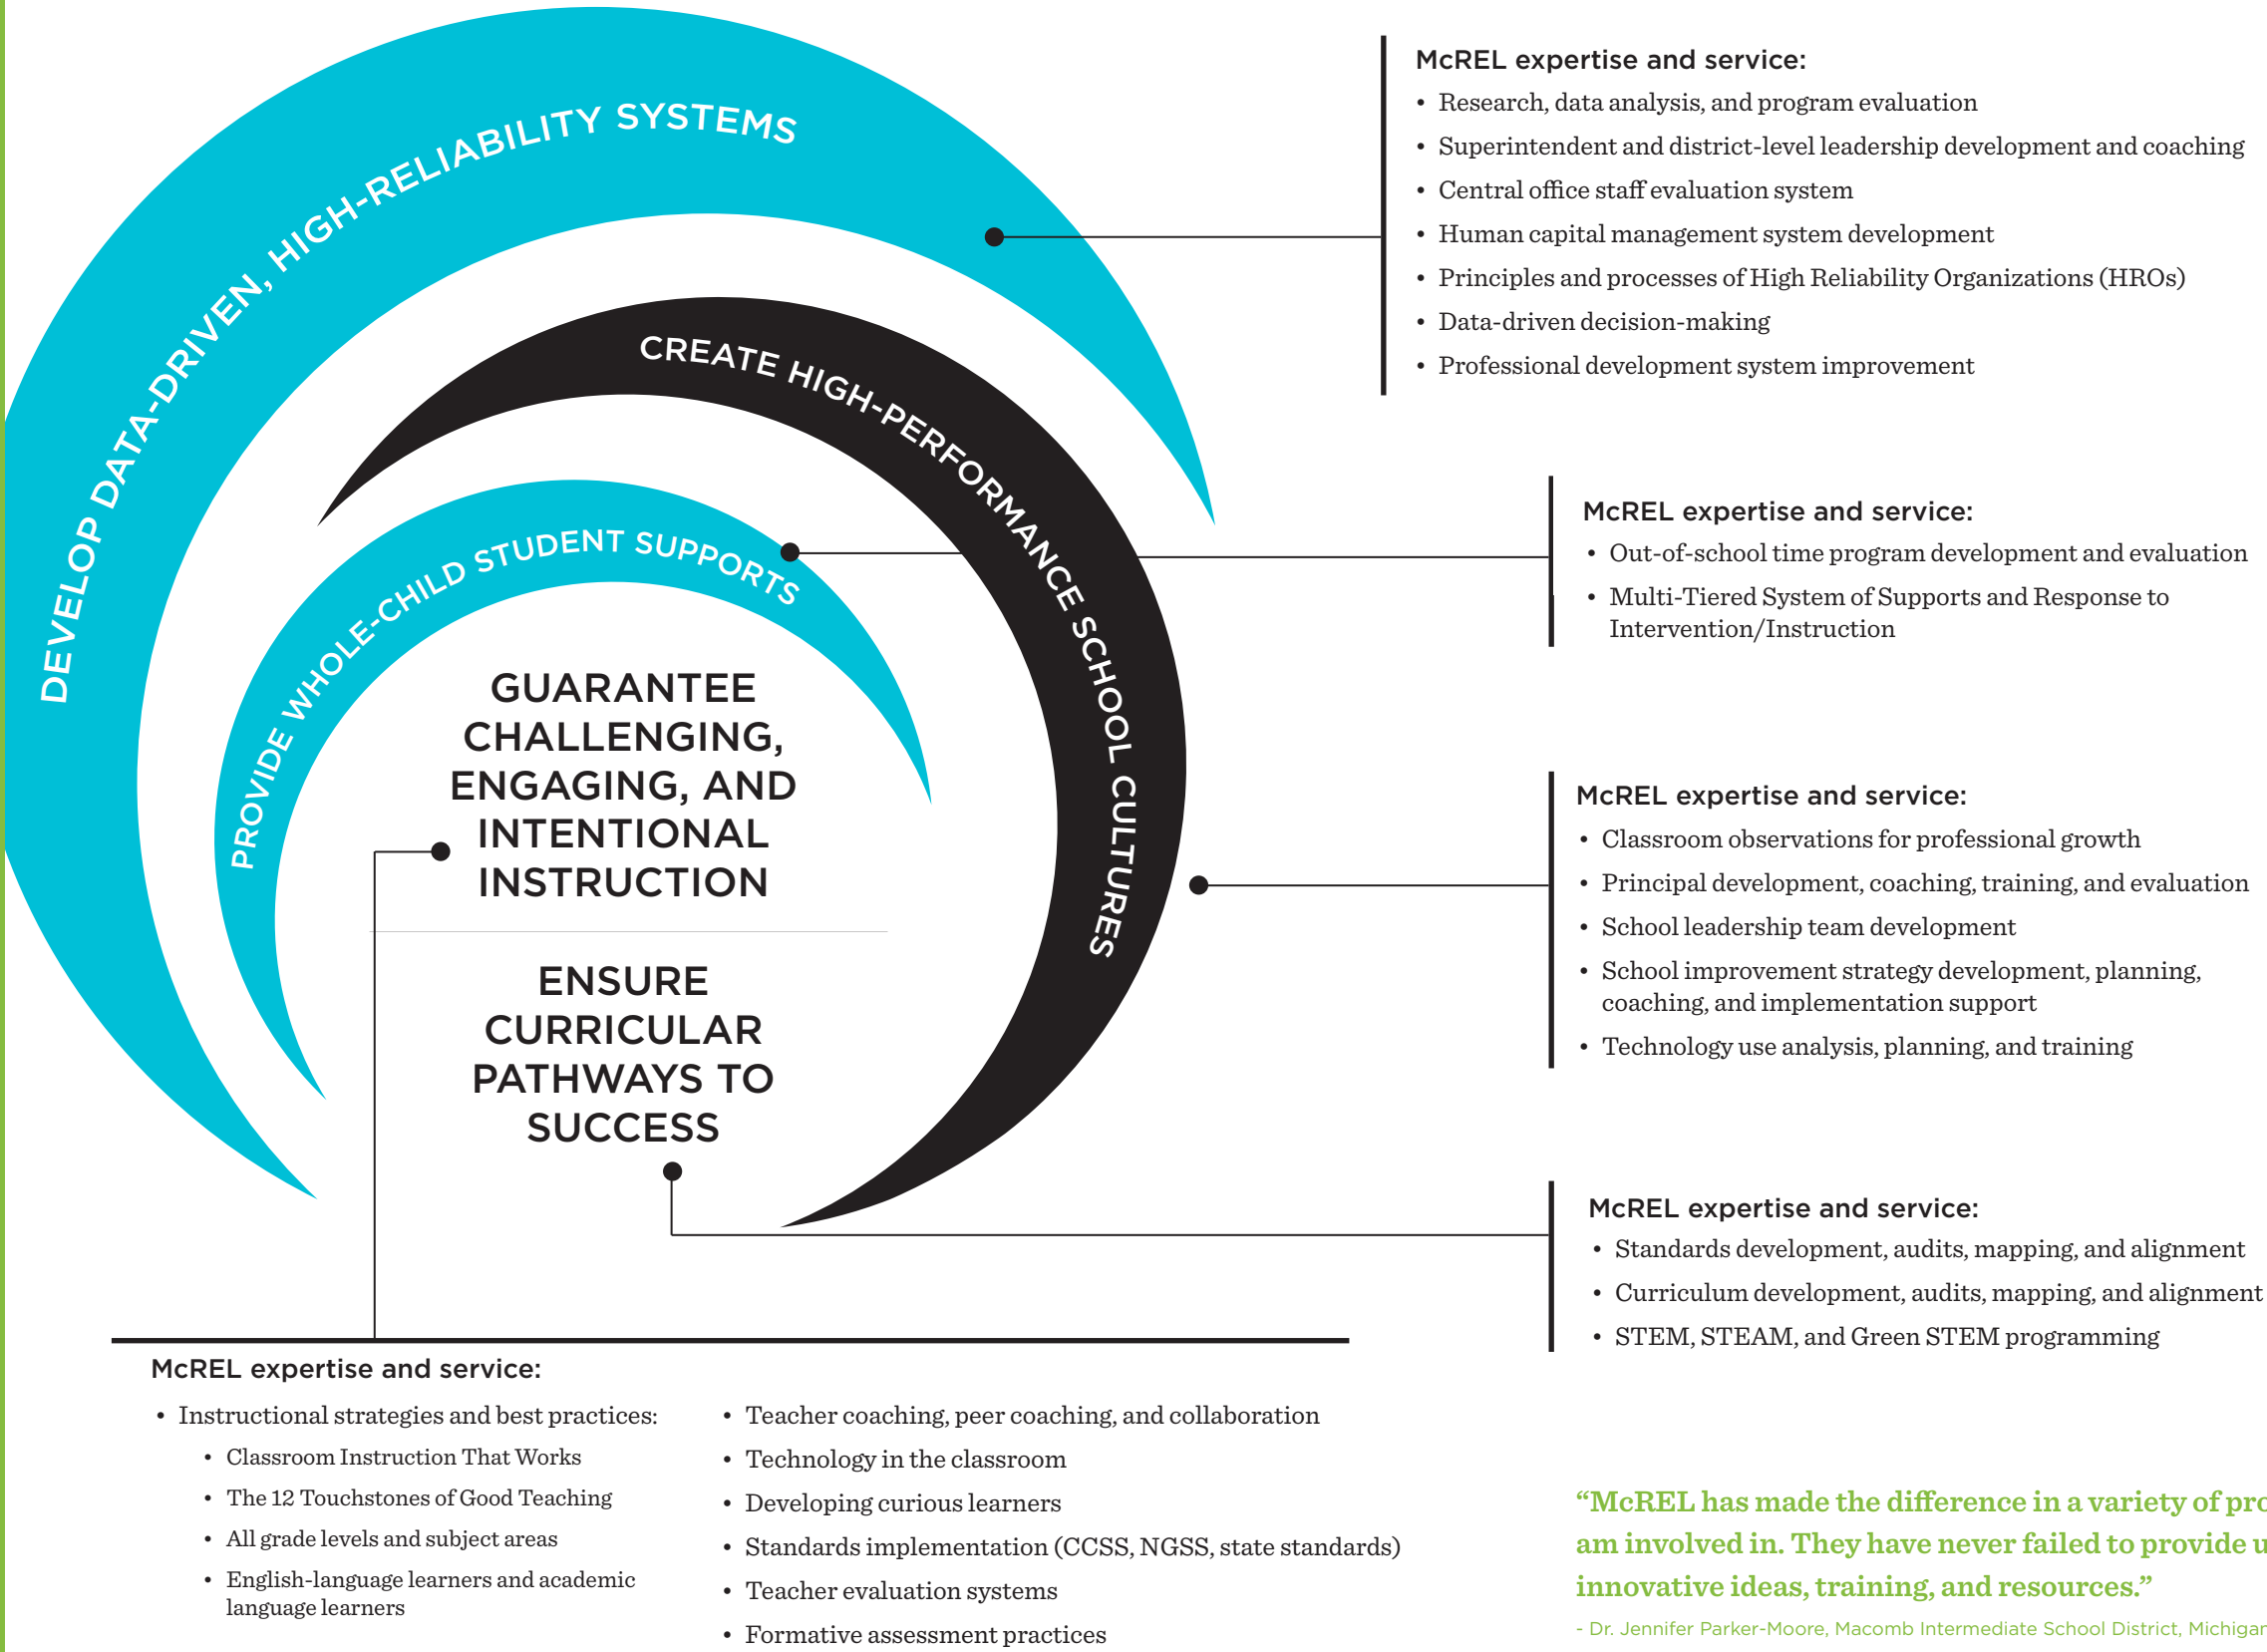 DEVELOP DATA-DRIVEN, HIGH-RELIABILITY SYSTEMS
CREATE HIGH-PERFORMANCE SCHOOL CULTURES
PROVIDE WHOLE-CHILD STUDENT SUPPORTS
GUARANTEE
CHALLENGING,
ENGAGING, AND
INTENTIONAL
INSTRUCTION
ENSURE
CURRICULAR
PATHWAYS TO
SUCCESS
McREL expertise and service:
• Research, data analysis, and program evaluation
• Superintendent and district-level leadership development and coaching
• Central office staff evaluation system
• Human capital management system development
• Principles and processes of High Reliability Organizations (HROs)
• Data-driven decision-making
• Professional development system improvement
McREL expertise and service:
• Out-of-school time program development and evaluation
• Multi-Tiered System of Supports and Response to
Intervention/Instruction
McREL expertise and service:
• Classroom observations for professional growth
• Principal development, coaching, training, and evaluation
• School leadership team development
• School improvement strategy development, planning,
coaching, and implementation support
• Technology use analysis, planning, and training
McREL expertise and service:
• Standards development, audits, mapping, and alignment
• Curriculum development, audits, mapping, and alignment
• STEM, STEAM, and Green STEM programming
McREL expertise and service:
• Instructional strategies and best practices:
• Classroom Instruction That Works
• The 12 Touchstones of Good Teaching
• All grade levels and subject areas
• English-language learners and academic
language learners
• Teacher coaching, peer coaching, and collaboration
• Technology in the classroom
• Developing curious learners
• Standards implementation (CCSS, NGSS, state standards)
• Teacher evaluation systems
• Formative assessment practices
“McREL has made the difference in a variety of
am involved in. They have never failed to provide
innovative ideas, training, and resources.”
- Dr. Jennifer Parker-Moore, Macomb Intermediate School District, Michigan